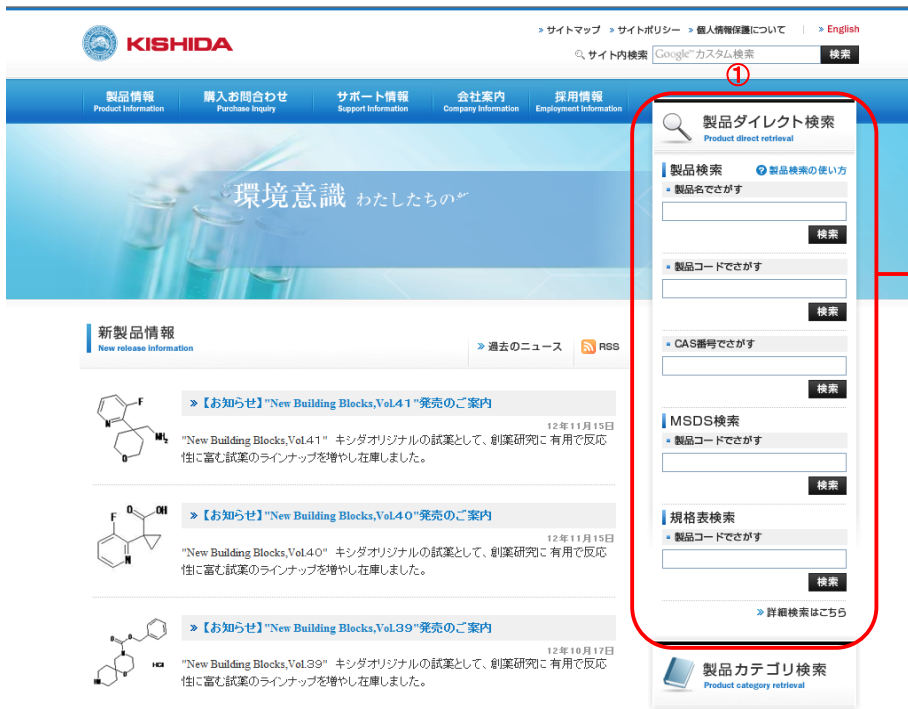 KISHIDA
» サイトマップ » サイトポリシー » 個人情報保護について | » English
サイト内検索 Google™ カスタム検索 検索
①
製品情報 購入お問合わせ サポート情報 会社案内 採用情報
Product Information Purchase Inquiry Support Information Company Information Employment Information
環境意識 わたしたちの
新製品情報
New release information
» 過去のニュース RSS
» 【お知らせ】"New Building Blocks,Vol.41"発売のご案内
12年11月15日
"New Building Blocks,Vol.41" キシダオリジナルの試薬として、創薬研究に有用で反応
性に富む試薬のラインナップを増やし在庫しました。
F
N
NH₂
O
» 【お知らせ】"New Building Blocks,Vol.40"発売のご案内
12年11月15日
"New Building Blocks,Vol.40" キシダオリジナルの試薬として、創薬研究に有用で反応
性に富む試薬のラインナップを増やし在庫しました。
F
O
OH
N
» 【お知らせ】"New Building Blocks,Vol.39"発売のご案内
12年10月17日
"New Building Blocks,Vol.39" キシダオリジナルの試薬として、創薬研究に有用で反応
性に富む試薬のラインナップを増やし在庫しました。
O
O
N
HCl
O
製品ダイレクト検索
Product direct retrieval
製品検索 ? 製品検索の使い方
製品名でさがす
検索
製品コードでさがす
検索
CAS番号でさがす
検索
MSDS検索
製品コードでさがす
検索
規格表検索
製品コードでさがす
検索
» 詳細検索はこちら
製品カテゴリ検索
Product category retrieval